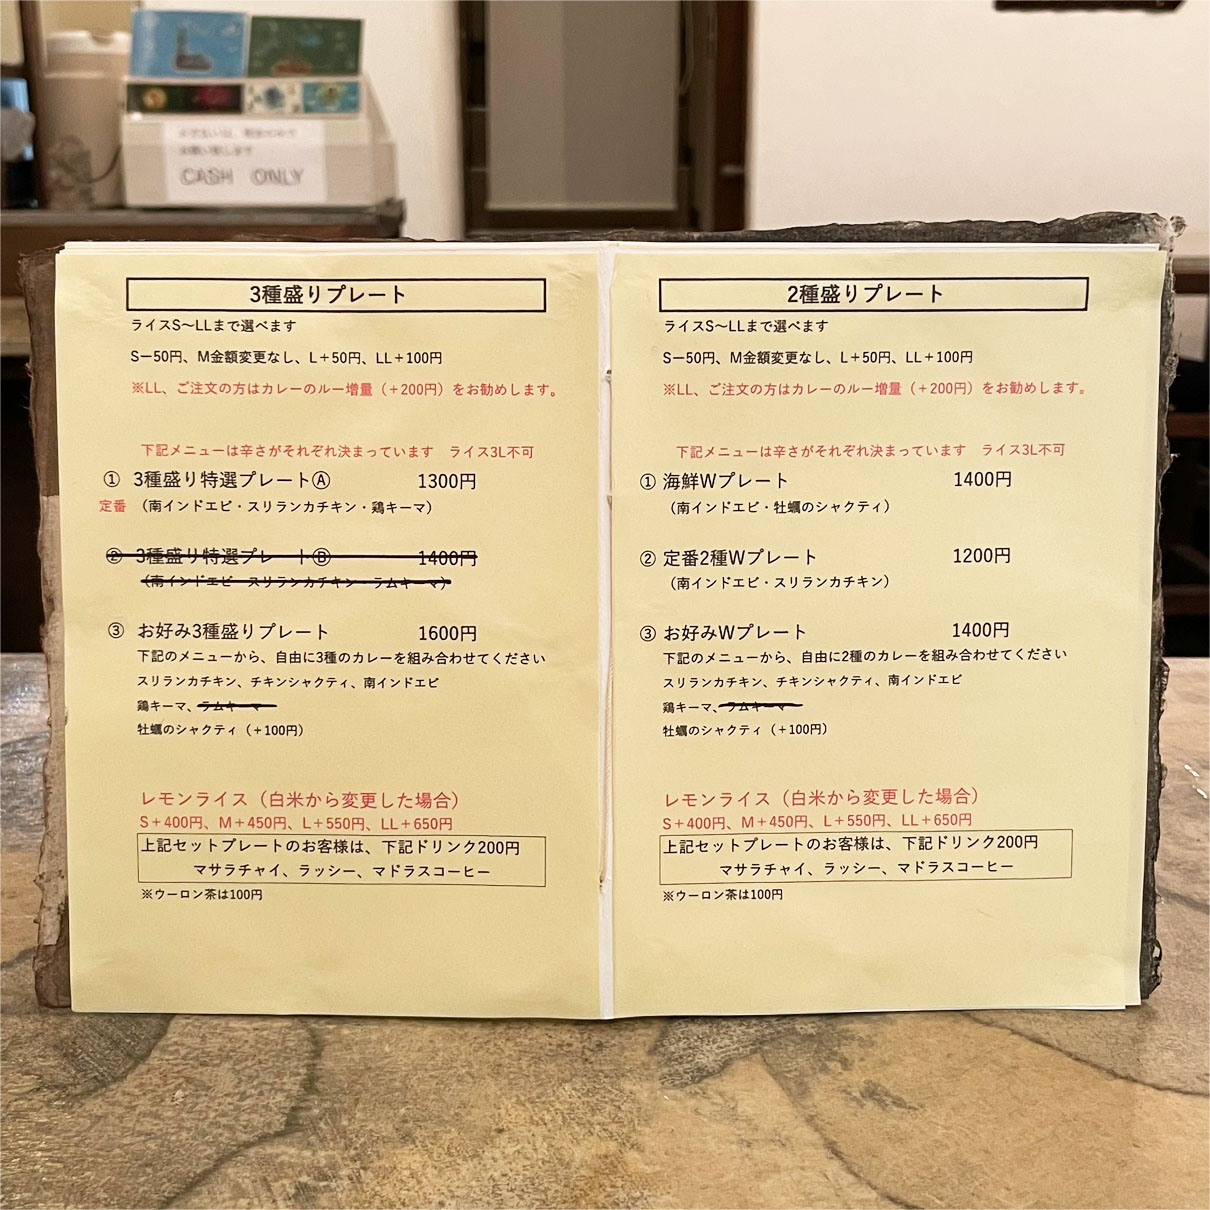 CASH ONLY
3種盛りプレート
ライスS〜LLまで選べます
S−50円、M金額変更なし、L+50円、LL+100円
※LL、ご注文の方はカレーのルー増量（+200円）をお勧めします。
下記メニューは辛さがそれぞれ決まっています　ライス3L不可
① 3種盛り特選プレートⒶ 1300円
定番 （南インドエビ・スリランカチキン・鶏キーマ）
② 3種盛り特選プレートⒷ 1400円
（南インドエビ・スリランカチキン・ラムキーマ）
③ お好み3種盛りプレート 1600円
下記のメニューから、自由に3種のカレーを組み合わせてください
スリランカチキン、チキンシャクティ、南インドエビ
鶏キーマ、ラムキーマ
牡蠣のシャクティ（+100円）
レモンライス（白米から変更した場合）
S+400円、M+450円、L+550円、LL+650円
上記セットプレートのお客様は、下記ドリンク200円
マサラチャイ、ラッシー、マドラスコーヒー
※ウーロン茶は100円
2種盛りプレート
ライスS〜LLまで選べます
S−50円、M金額変更なし、L+50円、LL+100円
※LL、ご注文の方はカレーのルー増量（+200円）をお勧めします。
下記メニューは辛さがそれぞれ決まっています　ライス3L不可
① 海鮮Wプレート 1400円
（南インドエビ・牡蠣のシャクティ）
② 定番2種Wプレート 1200円
（南インドエビ・スリランカチキン）
③ お好みWプレート 1400円
下記のメニューから、自由に2種のカレーを組み合わせてください
スリランカチキン、チキンシャクティ、南インドエビ
鶏キーマ、ラムキーマ
牡蠣のシャクティ（+100円）
レモンライス（白米から変更した場合）
S+400円、M+450円、L+550円、LL+650円
上記セットプレートのお客様は、下記ドリンク200円
マサラチャイ、ラッシー、マドラスコーヒー
※ウーロン茶は100円